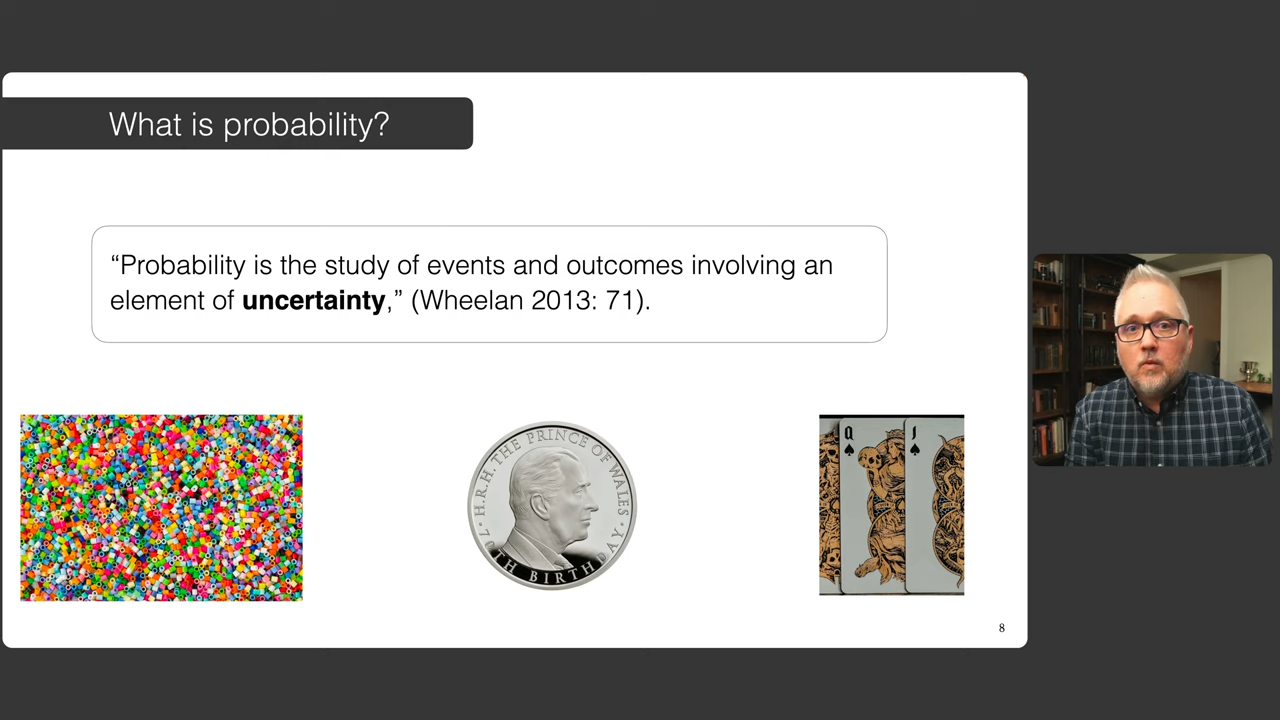 What is probability?
“Probability is the study of events and outcomes involving an
element of uncertainty,” (Wheelan 2013: 71).
· H.R.H. THE PRINCE OF WALES ·
70TH BIRTHDAY
Q
J
8